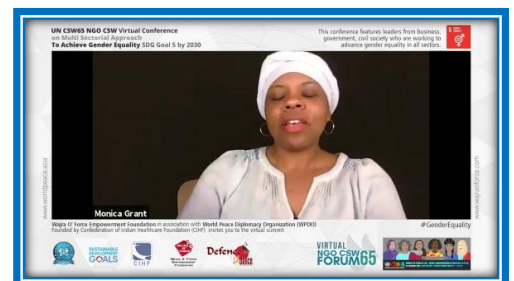 UN CSW65 NGO CSW Virtual Conference
on Multi Sectorial Approach
To Achieve Gender Equality SDG Goal 5 by 2030
This conference features leaders from business,
government, civil society who are working to
advance gender equality in all sectors.
www.worldpeace.asia
Monica Grant
Wajra O' Force Empowerment Foundation in association with World Peace Diplomacy Organization (WPDO)
Founded by Confederation of Indian Healthcare Foundation (CIHF) invites you to the virtual summit
#GenderEquality
SUSTAINABLE
DEVELOPMENT
GOALS
CIHF
WAJRA O' FORCE
EMPOWERMENT
FOUNDATION
VIRTUAL
NGO CSW
FORUM65